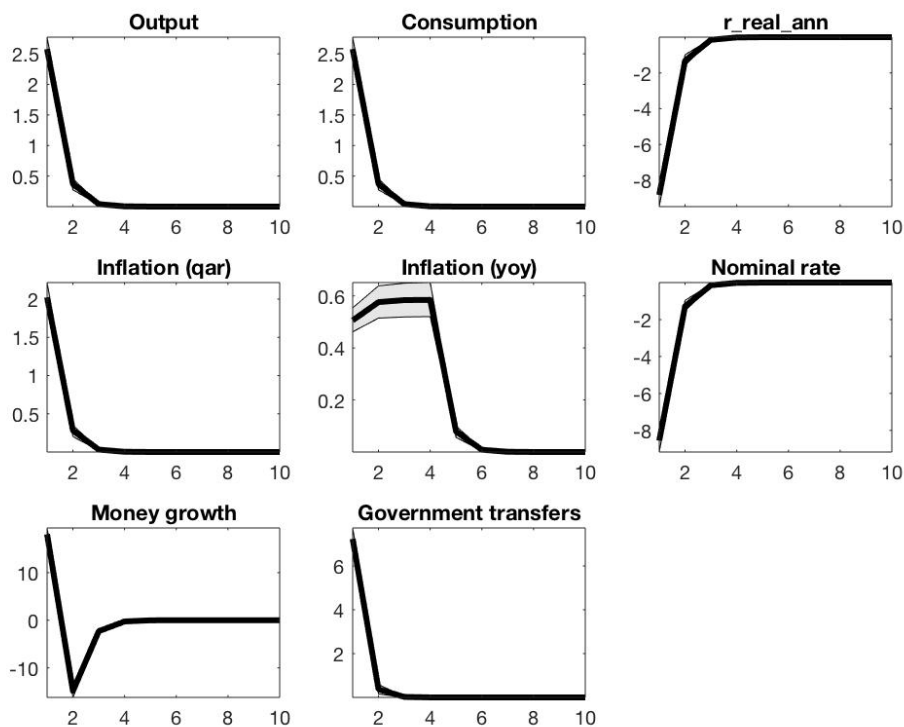 Output
2.5
2
1.5
1
0.5
2 4 6 8 10
Consumption
2.5
2
1.5
1
0.5
2 4 6 8 10
r_real_ann
-2
-4
-6
-8
2 4 6 8 10
Inflation (qar)
2
1.5
1
0.5
2 4 6 8 10
Inflation (yoy)
0.6
0.4
0.2
2 4 6 8 10
Nominal rate
-2
-4
-6
-8
2 4 6 8 10
Money growth
10
0
-10
2 4 6 8 10
Government transfers
6
4
2
2 4 6 8 10